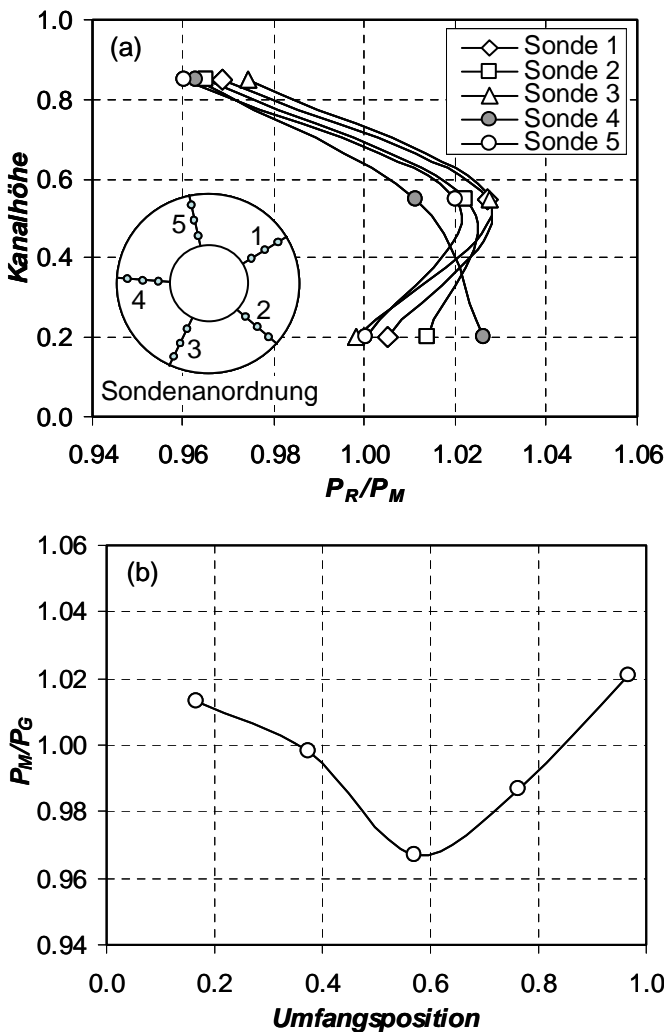 (a)
Sonde 1
Sonde 2
Sonde 3
Sonde 4
Sonde 5
1.0
0.8
0.6
0.4
0.2
0.0
Kanalhöhe
5
1
4
2
3
Sondenanordnung
0.94 0.96 0.98 1.00 1.02 1.04 1.06
P_R/P_M
(b)
1.06
1.04
1.02
1.00
0.98
0.96
0.94
P_M/P_G
0.0 0.2 0.4 0.6 0.8 1.0
Umfangsposition